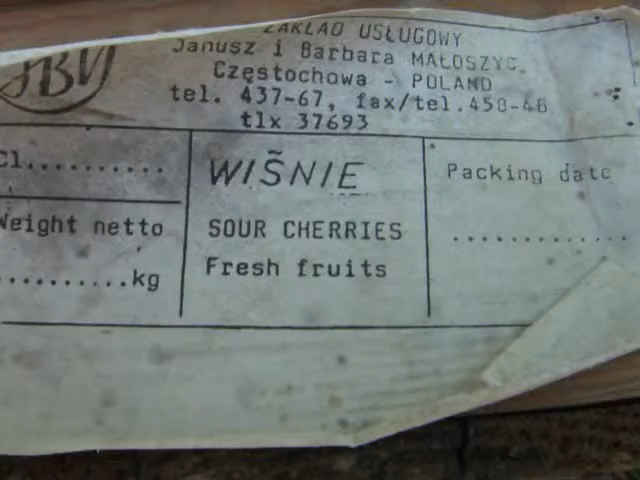 ZAKŁAD USŁUGOWY
Janusz i Barbara MAŁOSZYC
Częstochowa - POLAND
tel. 437-67, fax/tel.458-48
tlx 37693
Cl..........
WIŚNIE
Packing date
Weight netto
SOUR CHERRIES
...............
Fresh fruits
..........kg